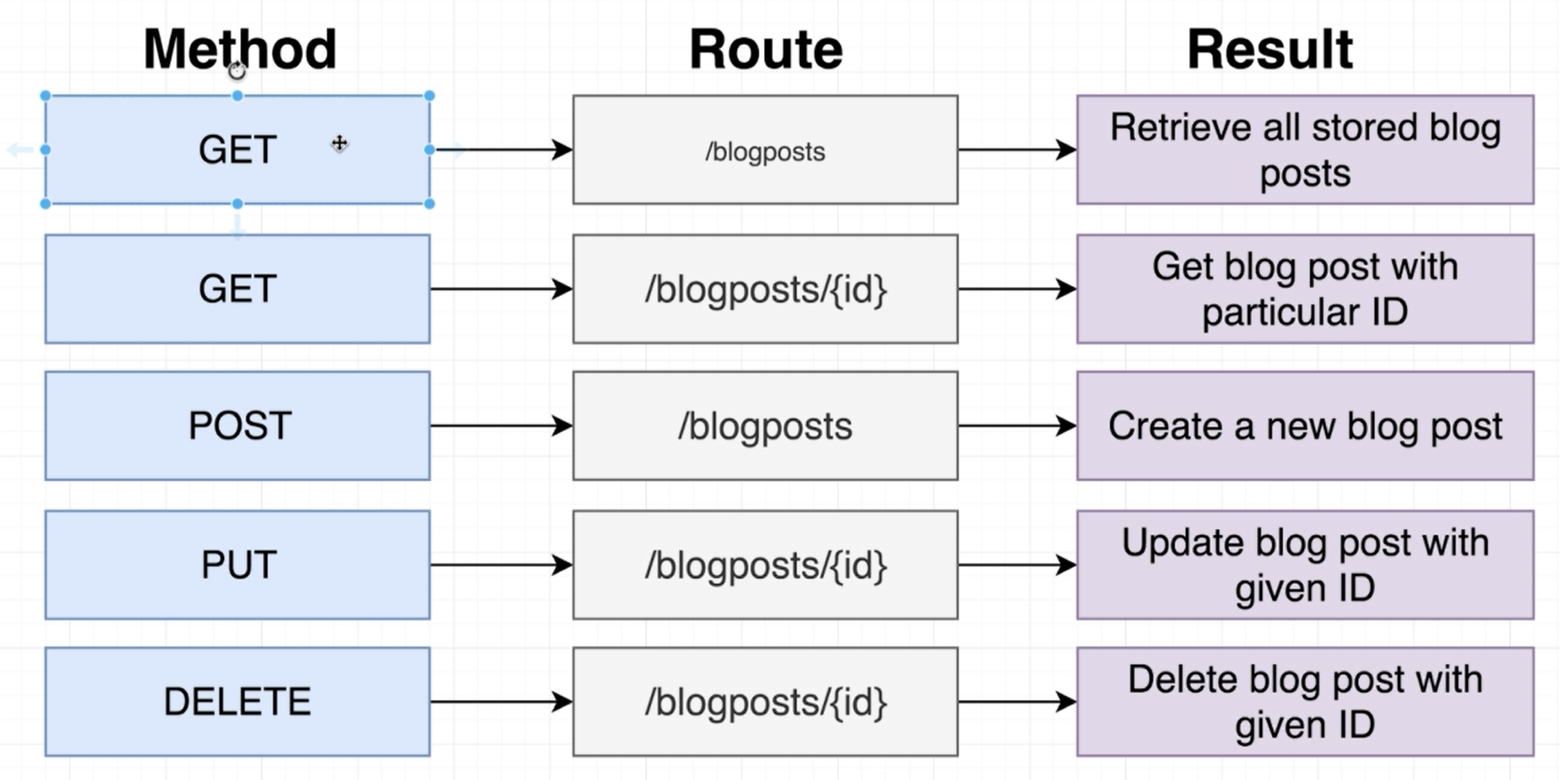 Method Route Result
GET /blogposts Retrieve all stored blog
posts
GET /blogposts/{id} Get blog post with
particular ID
POST /blogposts Create a new blog post
PUT /blogposts/{id} Update blog post with
given ID
DELETE /blogposts/{id} Delete blog post with
given ID